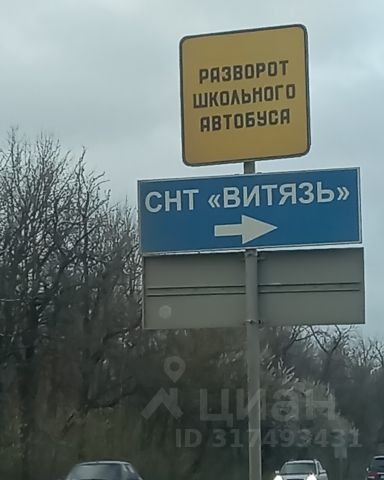 РАЗВОРОТ
ШКОЛЬНОГО
АВТОБУСА
СНТ «ВИТЯЗЬ»
циан
ID 317493431